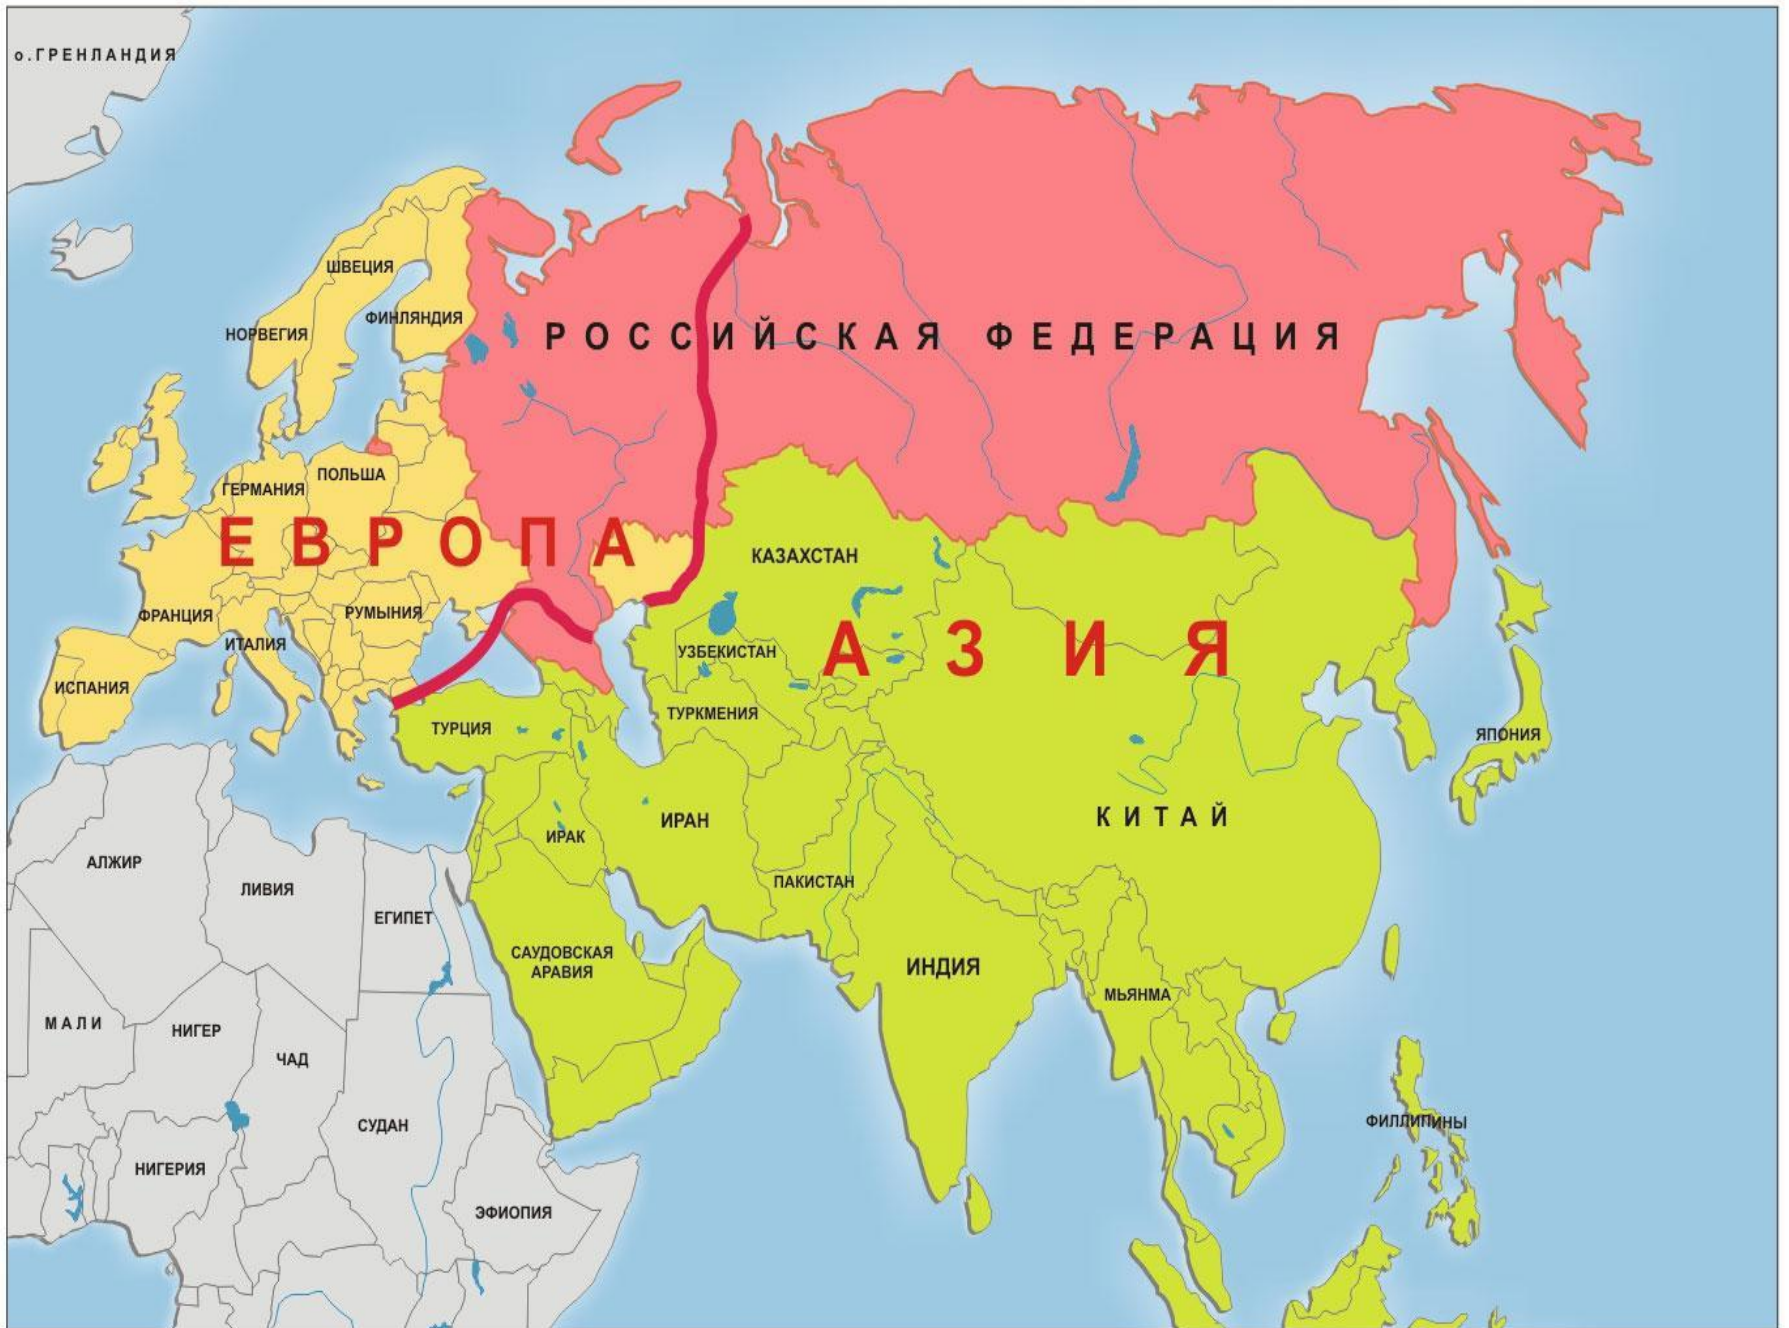 о.ГРЕНЛАНДИЯ
ШВЕЦИЯ
НОРВЕГИЯ
ФИНЛЯНДИЯ
РОССИЙСКАЯ ФЕДЕРАЦИЯ
ПОЛЬША
ГЕРМАНИЯ
ЕВРОПА
КАЗАХСТАН
ФРАНЦИЯ
РУМЫНИЯ
ИТАЛИЯ
УЗБЕКИСТАН
АЗИЯ
ИСПАНИЯ
ТУРЦИЯ
ТУРКМЕНИЯ
ЯПОНИЯ
ИРАК
ИРАН
КИТАЙ
АЛЖИР
ЛИВИЯ
ЕГИПЕТ
ПАКИСТАН
САУДОВСКАЯ
АРАВИЯ
ИНДИЯ
МЬЯНМА
МАЛИ
НИГЕР
ЧАД
СУДАН
ФИЛЛИПИНЫ
НИГЕРИЯ
ЭФИОПИЯ